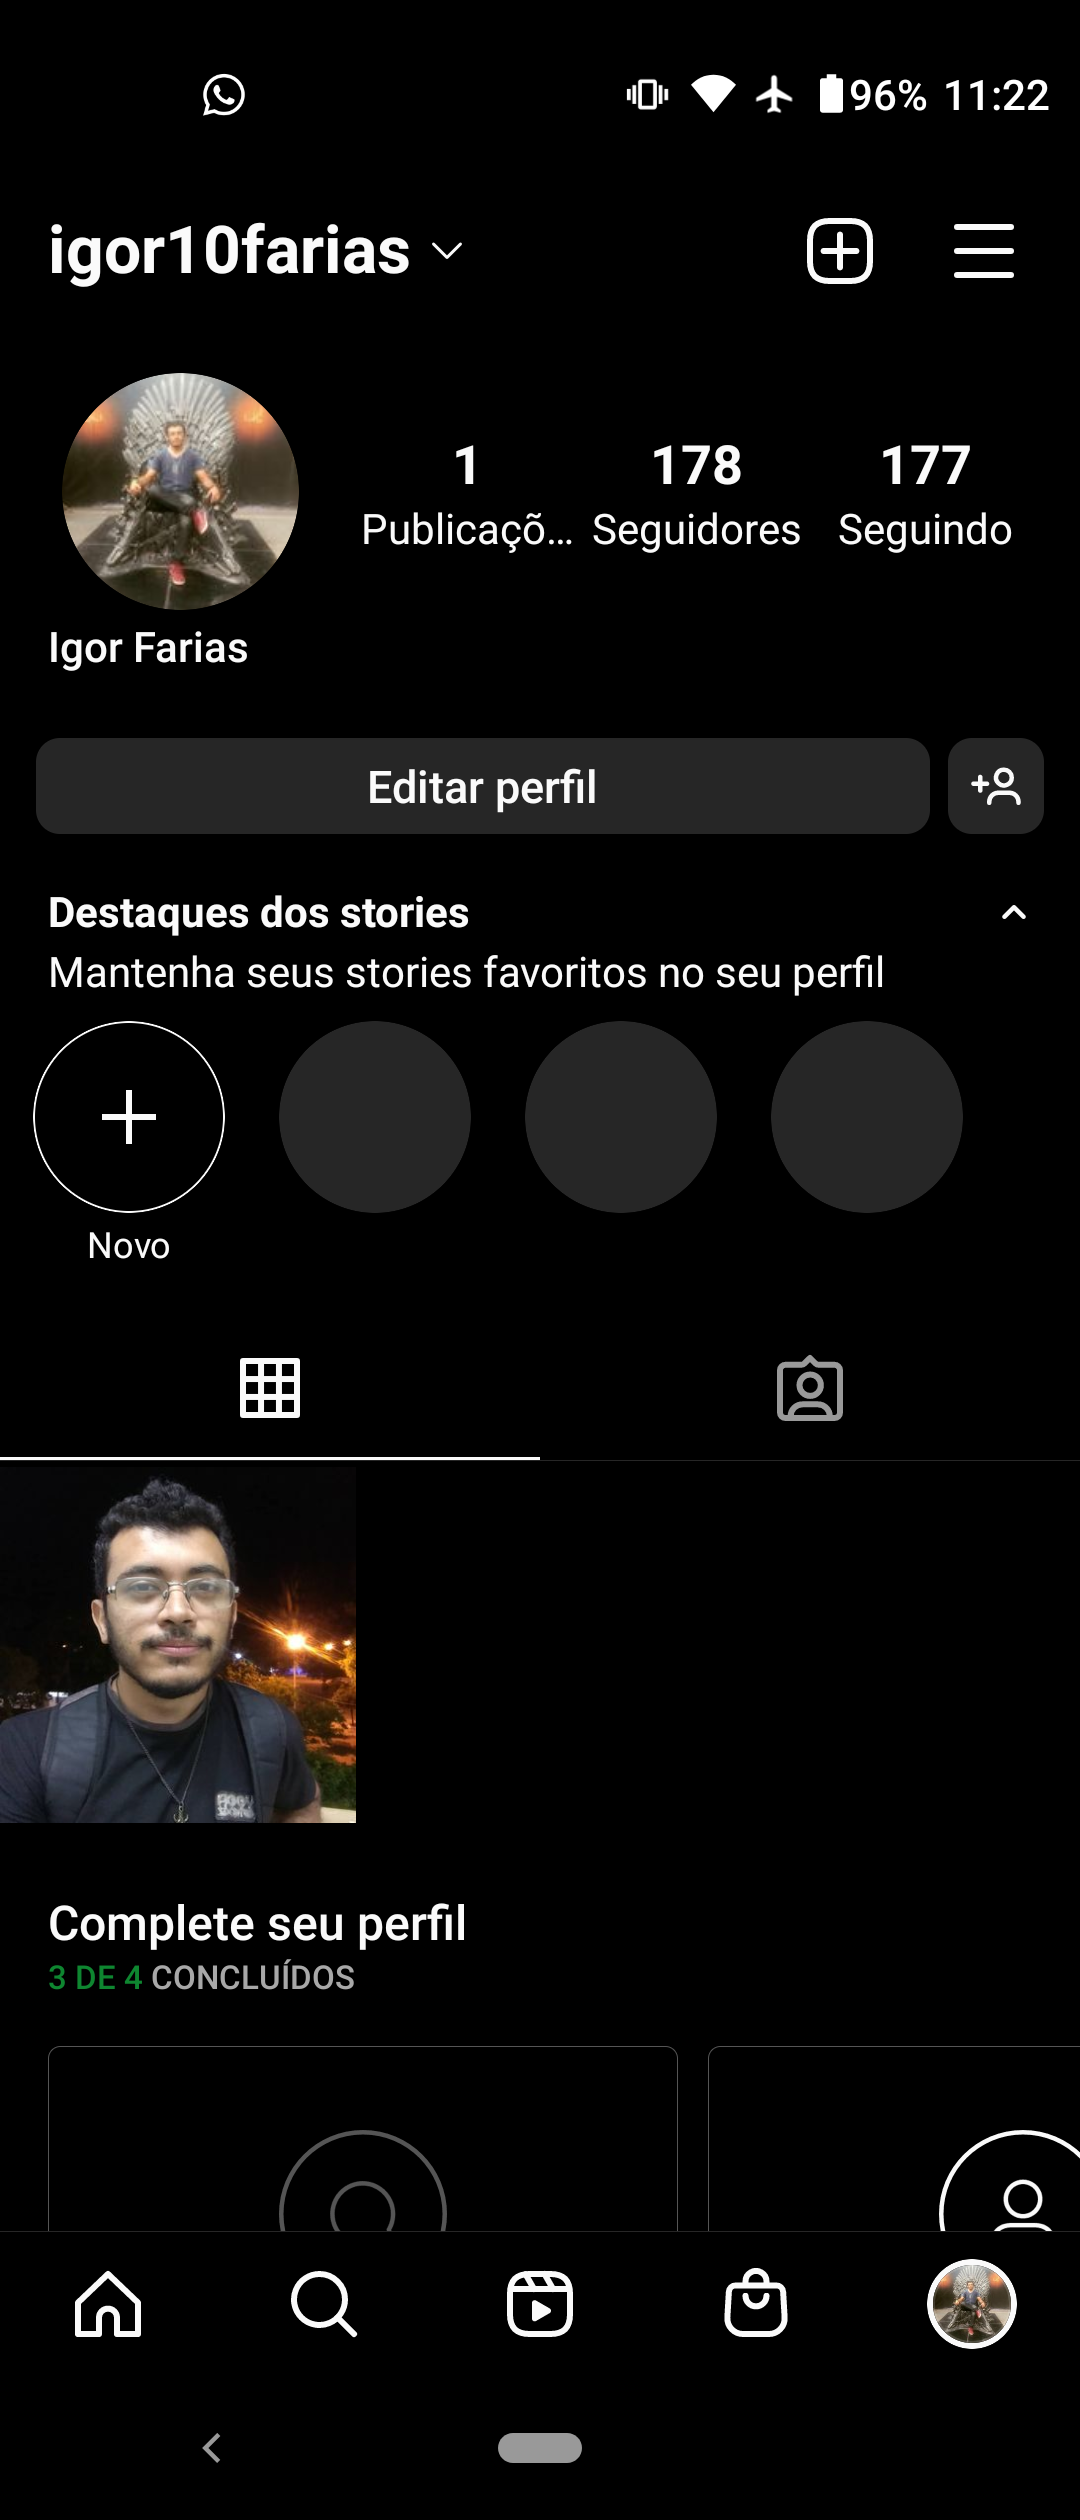 96% 11:22
igor10farias
1 178 177
Publicaçõ... Seguidores Seguindo
Igor Farias
Editar perfil
Destaques dos stories
Mantenha seus stories favoritos no seu perfil
Novo
Complete seu perfil
3 DE 4 CONCLUÍDOS